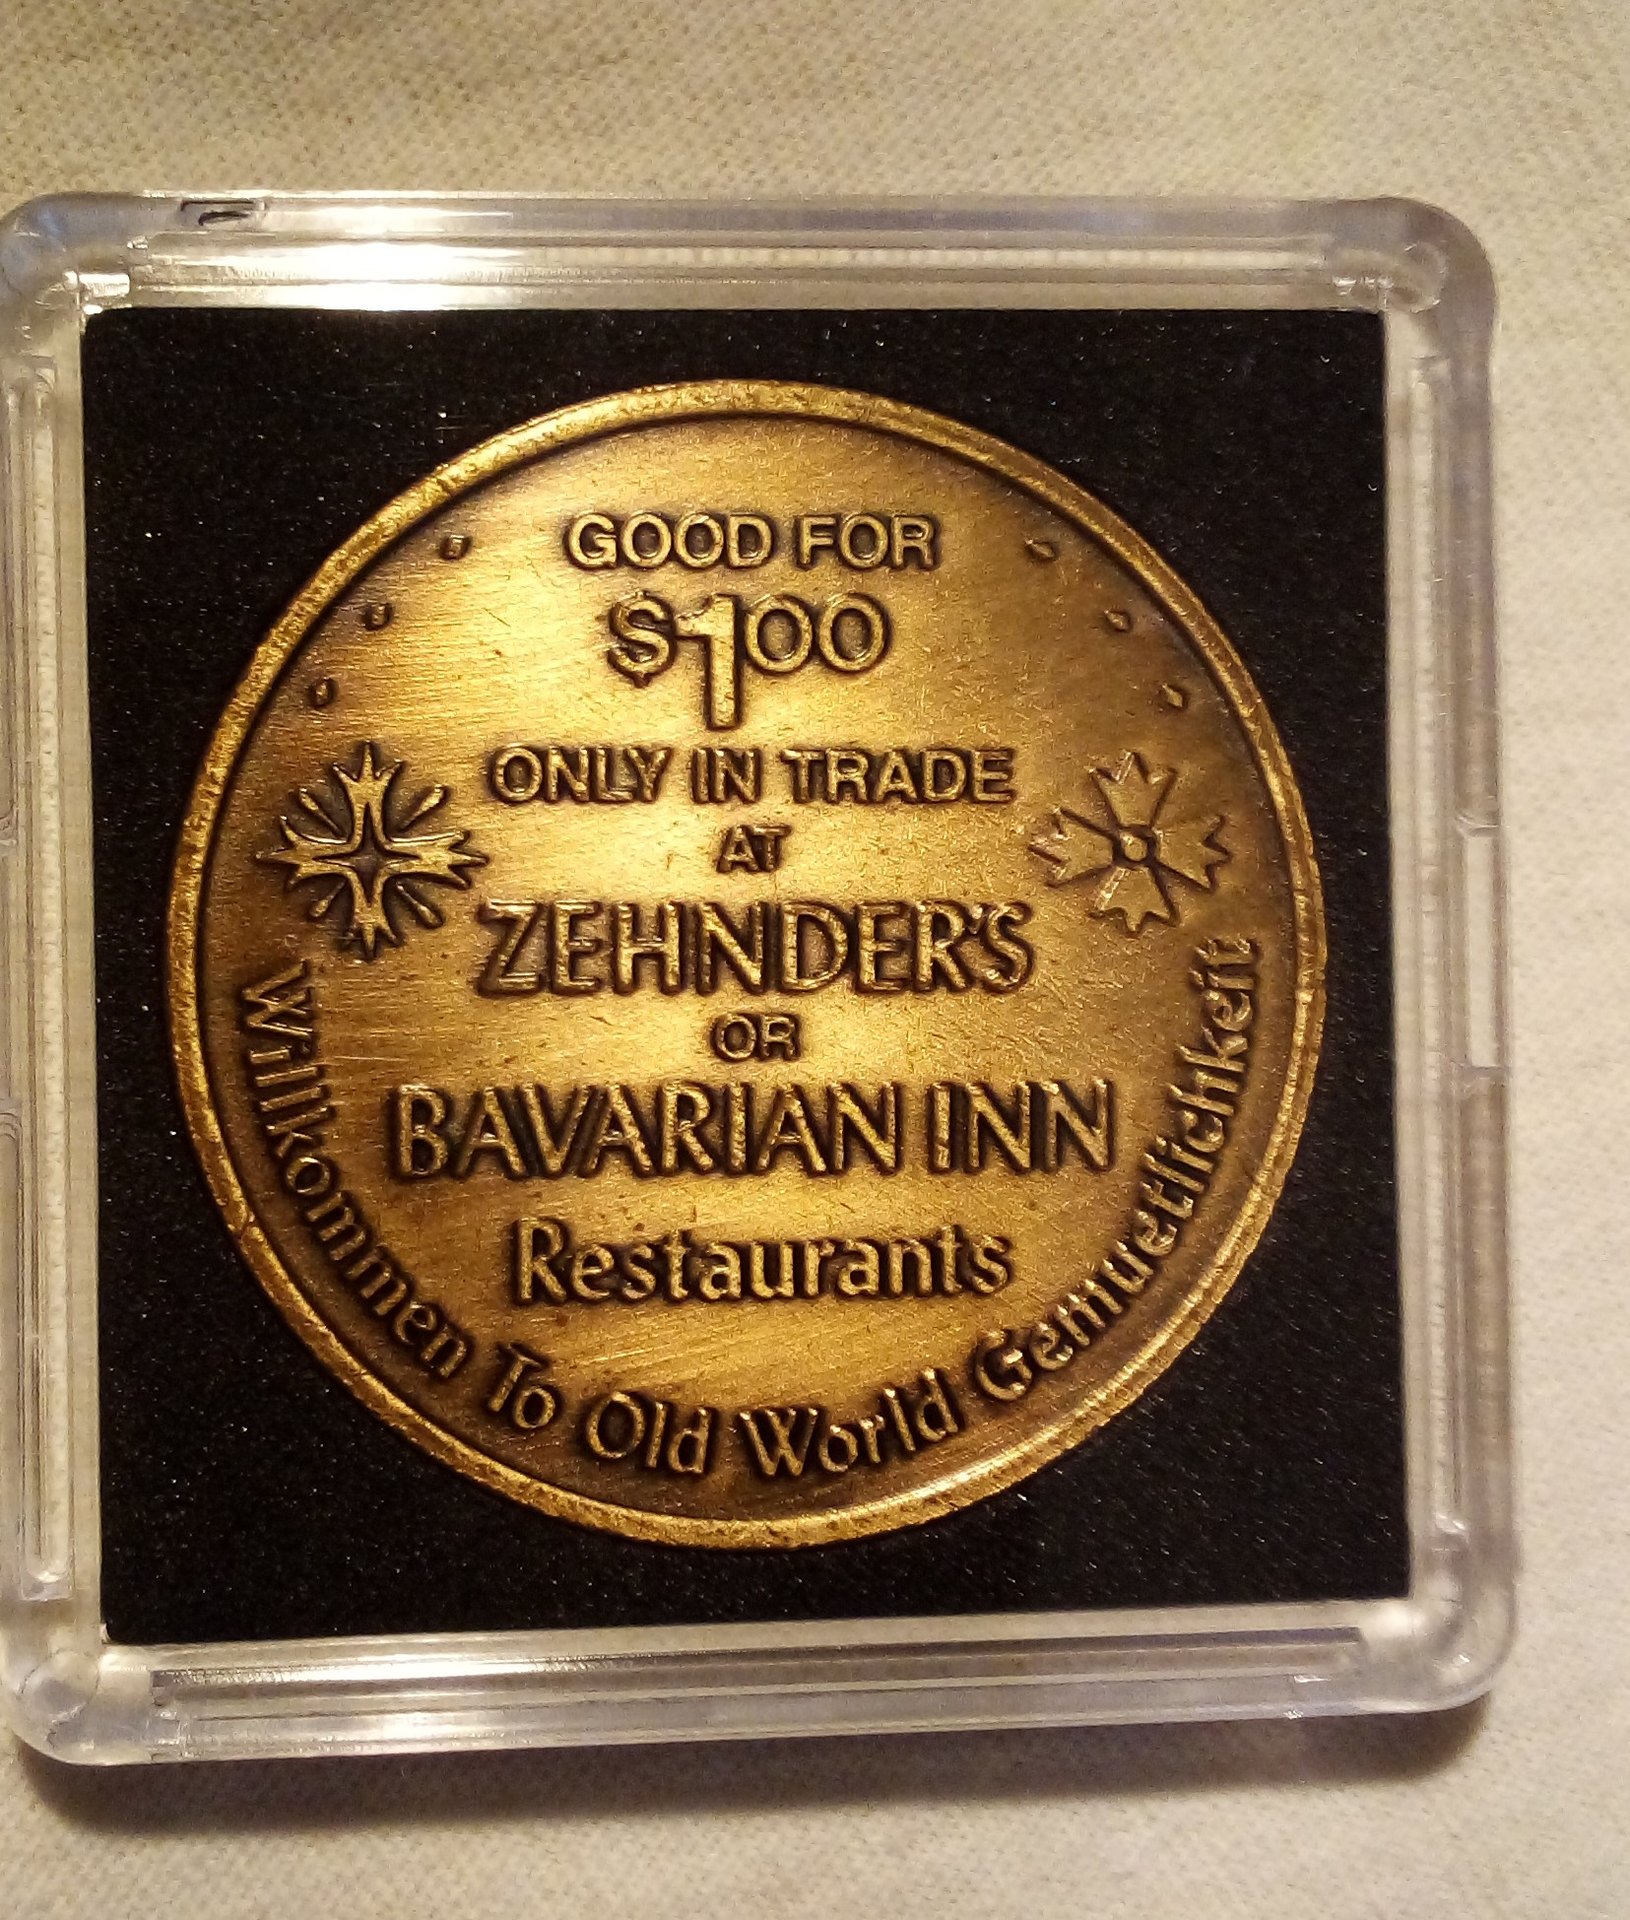 GOOD FOR
$1.00
ONLY IN TRADE
AT
ZEHNDER'S
OR
BAVARIAN INN
Restaurants
Willkommen To Old World Gemuetlichkeit